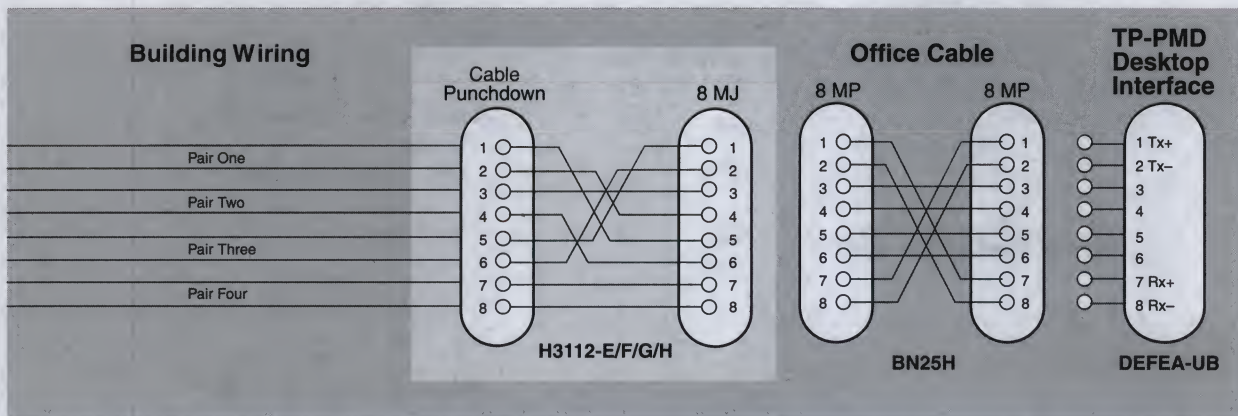 Building Wiring
Pair One
Pair Two
Pair Three
Pair Four
Cable
Punchdown
1
2
3
4
5
6
7
8
8 MJ
1
2
3
4
5
6
7
8
H3112-E/F/G/H
Office Cable
8 MP
1
2
3
4
5
6
7
8
8 MP
1
2
3
4
5
6
7
8
BN25H
TP-PMD
Desktop
Interface
1 Tx+
2 Tx–
3
4
5
6
7 Rx+
8 Rx–
DEFEA-UB